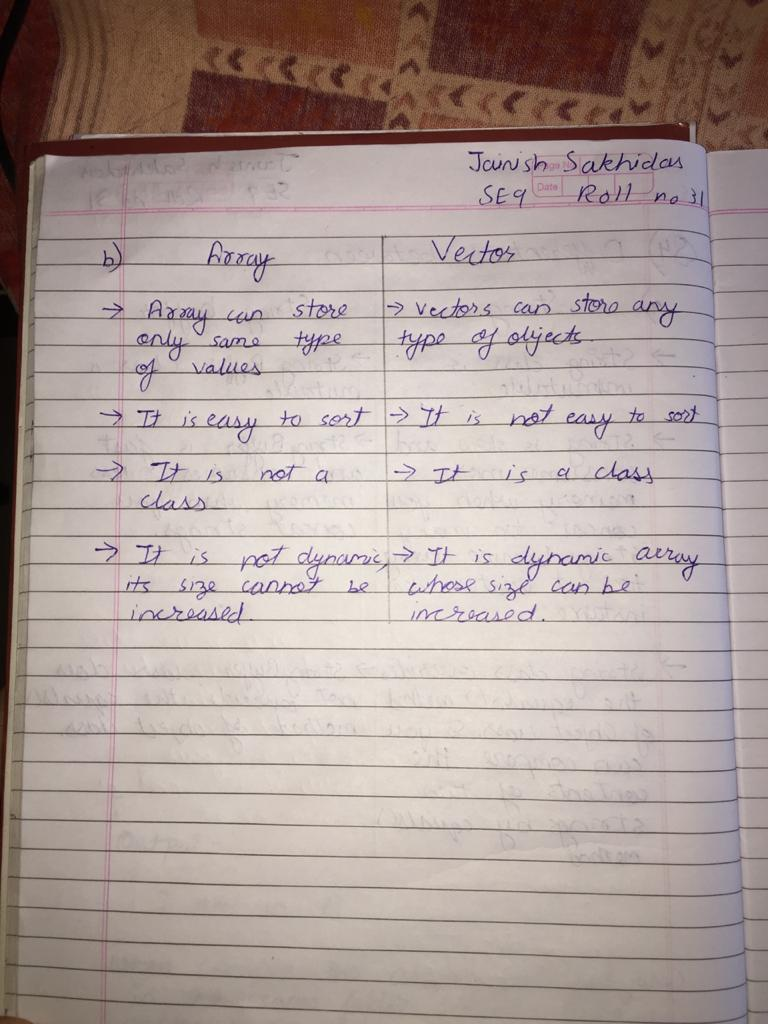 Jainish Sakhidas
Page No.
Date
SE9 Roll no 31
b) Array Vector
→ Array can store → Vectors can store any
only same type type of objects.
of values
→ It is easy to sort → It is not easy to sort
→ It is not a → It is a class
class
→ It is not dynamic, → It is dynamic array
its size cannot be whose size can be
increased. increased.